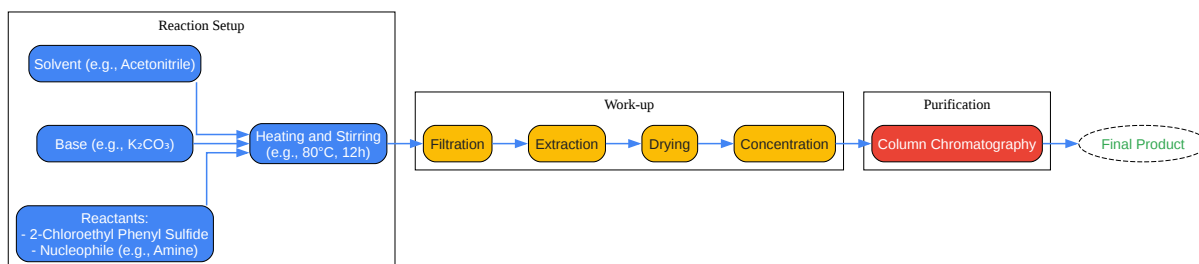 Reaction Setup
Solvent (e.g., Acetonitrile)
Base (e.g., K₂CO₃)
Reactants:
- 2-Chloroethyl Phenyl Sulfide
- Nucleophile (e.g., Amine)
Heating and Stirring
(e.g., 80°C, 12h)
Work-up
Filtration
Extraction
Drying
Concentration
Purification
Column Chromatography
Final Product